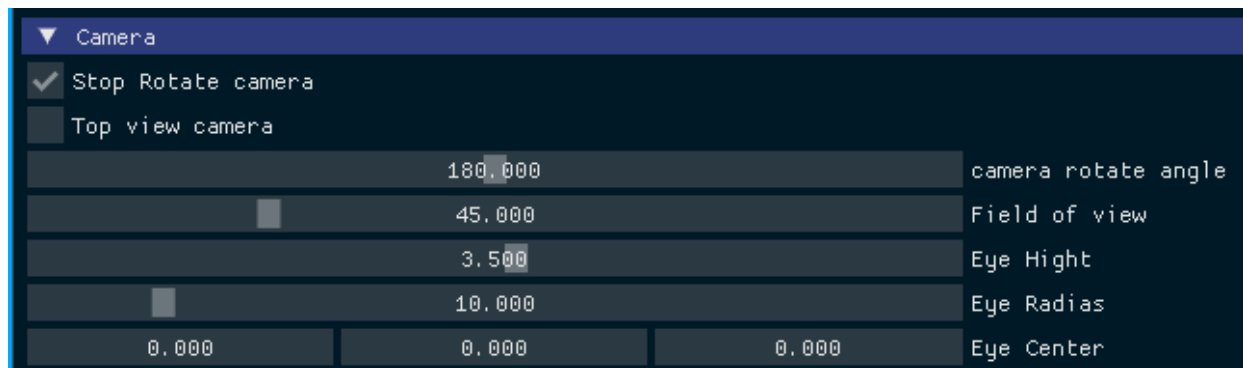 Camera
Stop Rotate camera
Top view camera
180.000 camera rotate angle
45.000 Field of view
3.500 Eye Hight
10.000 Eye Radias
0.000 0.000 0.000 Eye Center